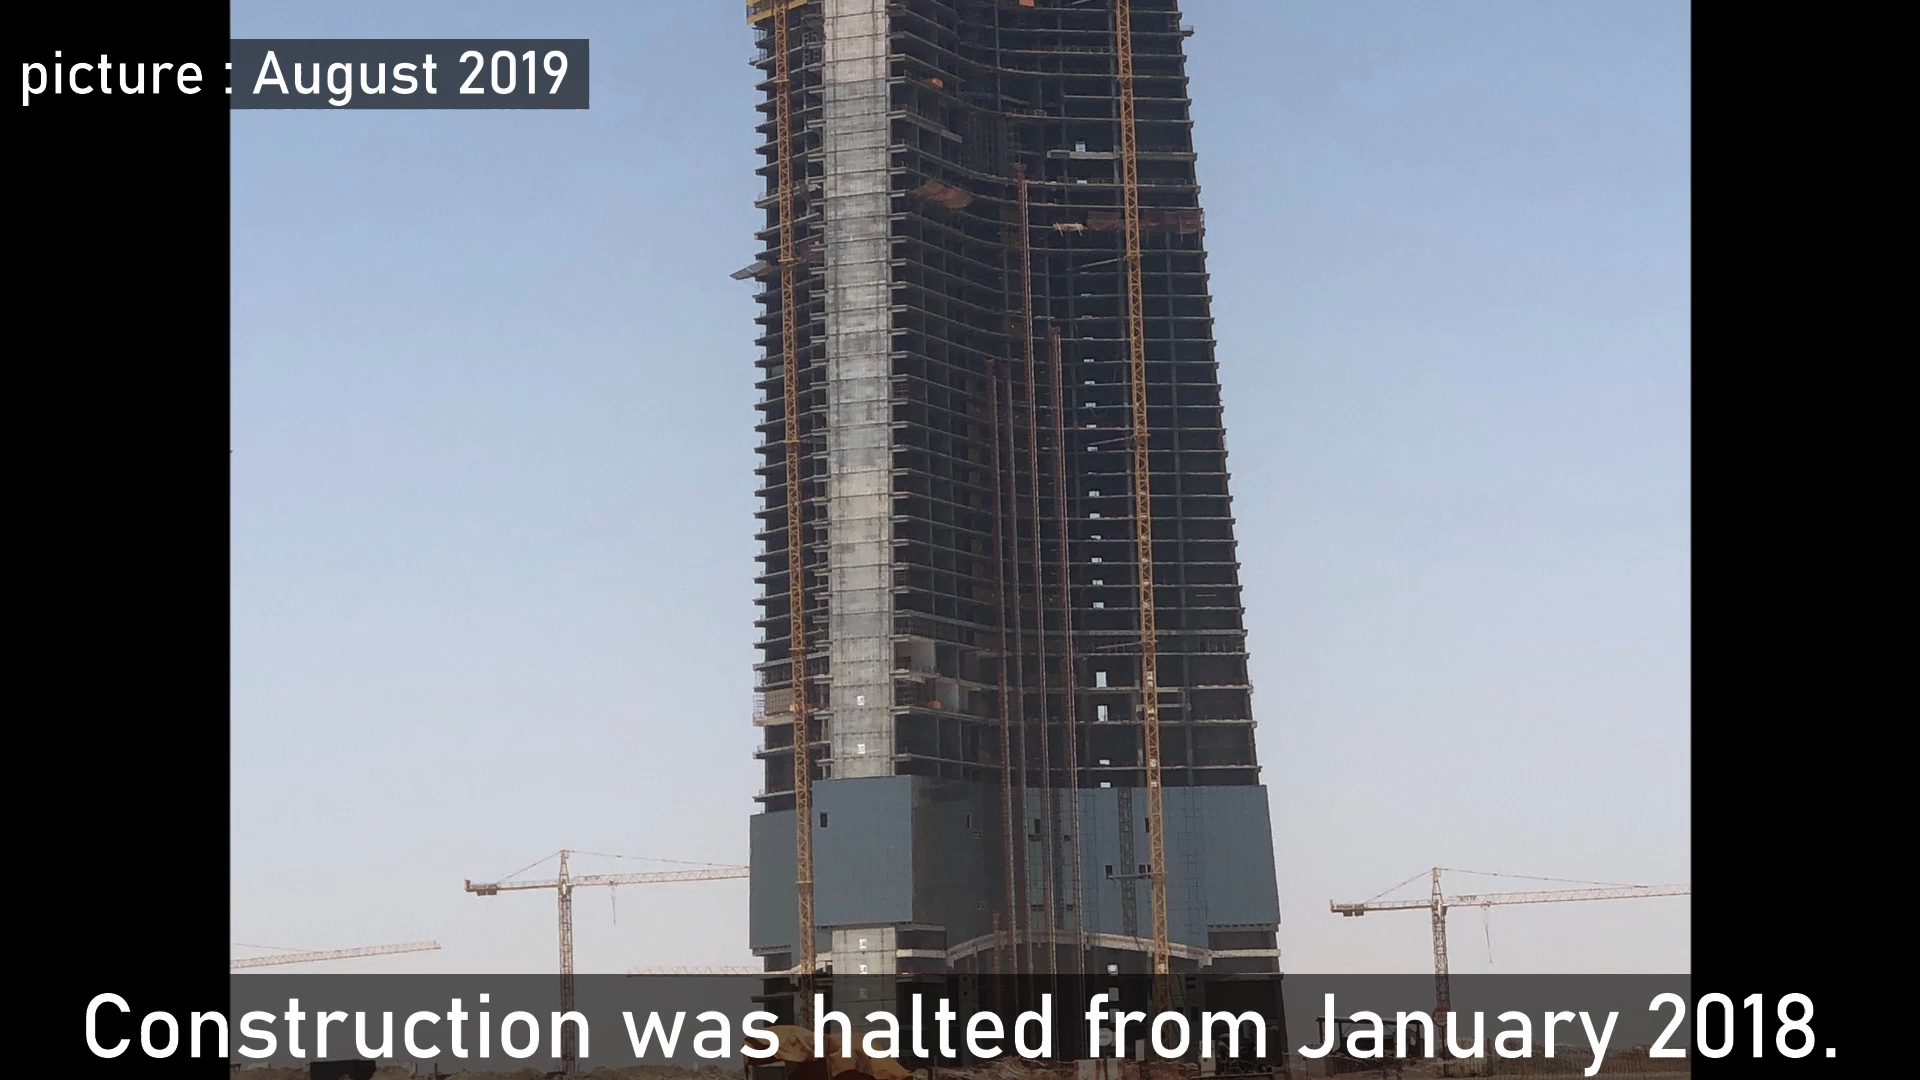 picture : August 2019
Construction was halted from January 2018.